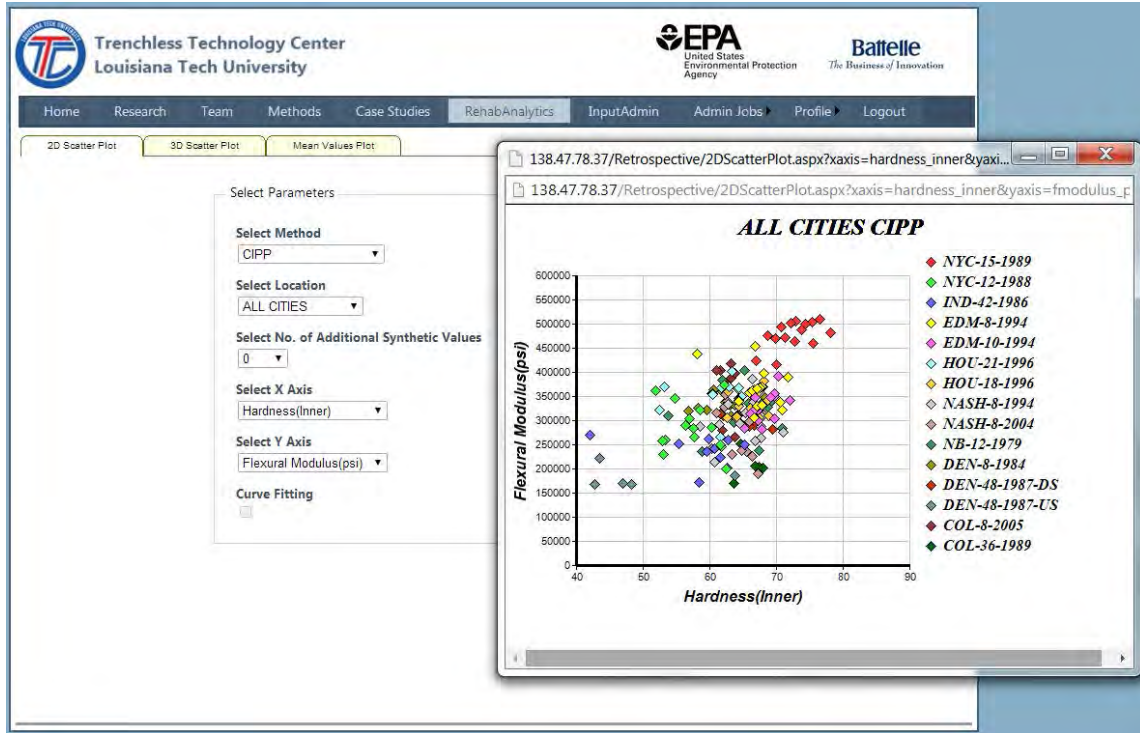 Trenchless Technology Center
Louisiana Tech University
EPA
United States
Environmental Protection
Agency
Battelle
The Business of Innovation
Home Research Team Methods Case Studies RehabAnalytics InputAdmin Admin Jobs Profile Logout
2D Scatter Plot 3D Scatter Plot Mean Values Plot
Select Parameters
Select Method
CIPP
Select Location
ALL CITIES
Select No. of Additional Synthetic Values
0
Select X Axis
Hardness(Inner)
Select Y Axis
Flexural Modulus(psi)
Curve Fitting
138.47.78.37/Retrospective/2DScatterPlot.aspx?xaxis=hardness_inner&yaxi...
138.47.78.37/Retrospective/2DScatterPlot.aspx?xaxis=hardness_inner&yaxis=fmodulus_p
ALL CITIES CIPP
Flexural Modulus(psi)
600000
550000
500000
450000
400000
350000
300000
250000
200000
150000
100000
50000
0
40 50 60 70 80 90
Hardness(Inner)
NYC-15-1989
NYC-12-1988
IND-42-1986
EDM-8-1994
EDM-10-1994
HOU-21-1996
HOU-18-1996
NASH-8-1994
NASH-8-2004
NB-12-1979
DEN-8-1984
DEN-48-1987-DS
DEN-48-1987-US
COL-8-2005
COL-36-1989